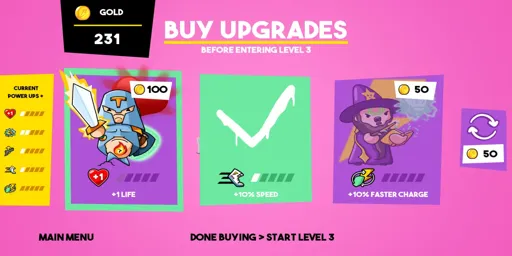 GOLD
231
BUY UPGRADES
BEFORE ENTERING LEVEL 3
CURRENT
POWER UPS +
+1
100
T
+1
+1 LIFE
+10% SPEED
50
+10% FASTER CHARGE
50
MAIN MENU
DONE BUYING > START LEVEL 3